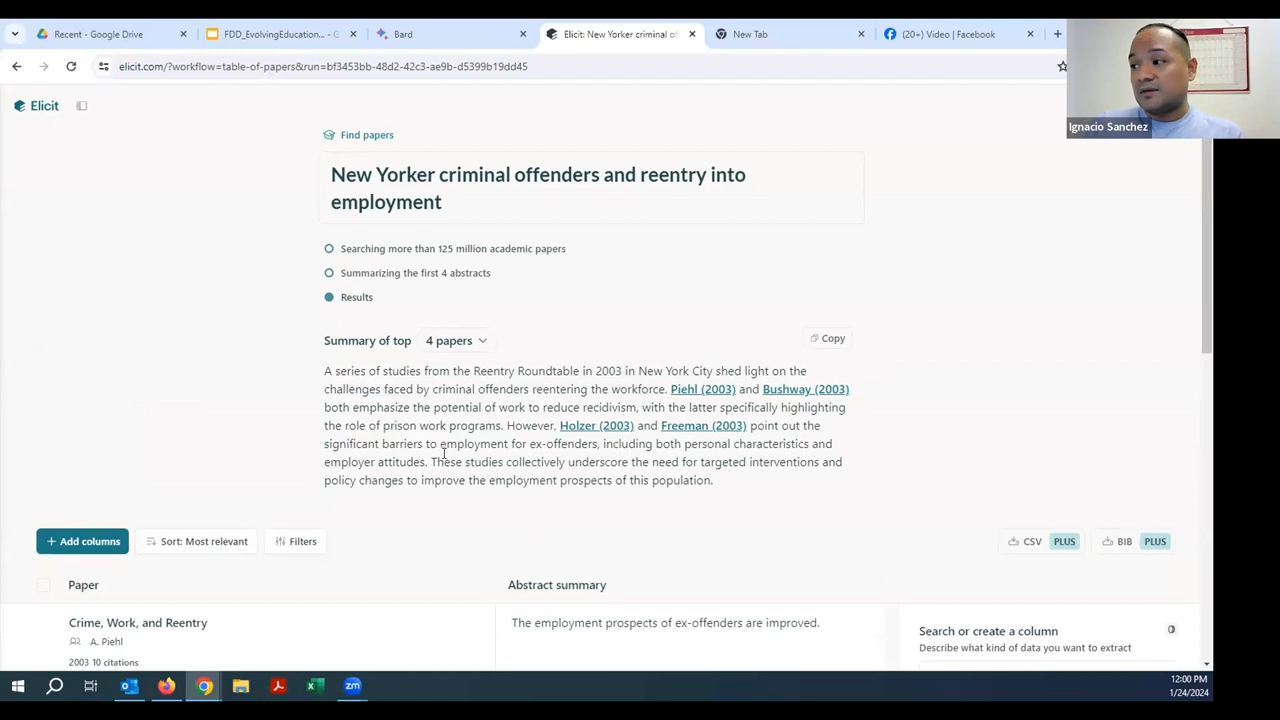 Recent - Google Drive
FDD_EvolvingEducation... - G
Bard
Elicit: New Yorker criminal of
New Tab
(20+) Video | Facebook
elicit.com/?workflow=table-of-papers&run=bf3453bb-48d2-42c3-ae9b-d5399b19dd45
Ignacio Sanchez
Elicit
Find papers
New Yorker criminal offenders and reentry into
employment
Searching more than 125 million academic papers
Summarizing the first 4 abstracts
Results
Summary of top 4 papers
Copy
A series of studies from the Reentry Roundtable in 2003 in New York City shed light on the
challenges faced by criminal offenders reentering the workforce. Piehl (2003) and Bushway (2003)
both emphasize the potential of work to reduce recidivism, with the latter specifically highlighting
the role of prison work programs. However, Holzer (2003) and Freeman (2003) point out the
significant barriers to employment for ex-offenders, including both personal characteristics and
employer attitudes. These studies collectively underscore the need for targeted interventions and
policy changes to improve the employment prospects of this population.
+ Add columns
Sort: Most relevant
Filters
CSV PLUS
BIB PLUS
Paper
Abstract summary
Crime, Work, and Reentry
A. Piehl
2003 10 citations
The employment prospects of ex-offenders are improved.
Search or create a column
Describe what kind of data you want to extract
zm
12:00 PM
1/24/2024